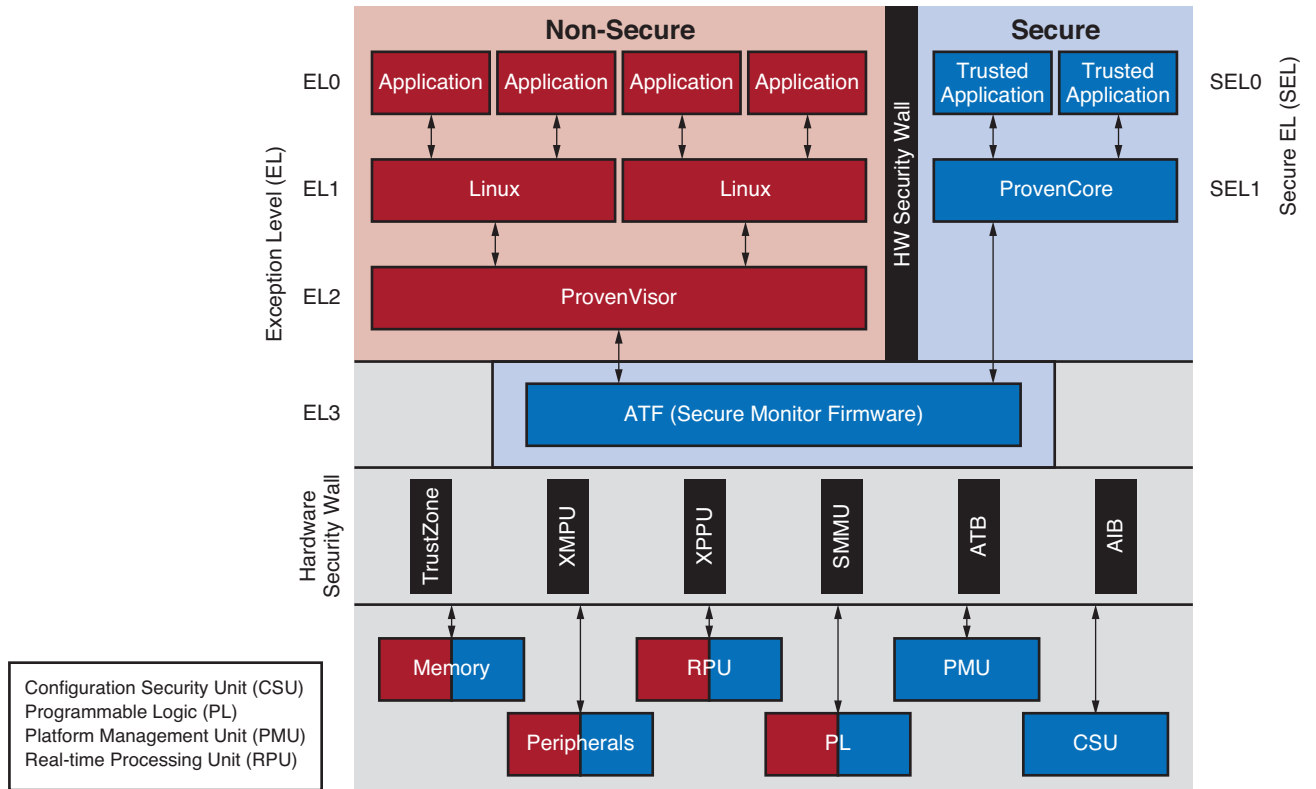 Non-Secure
Secure
EL0
Application
Application
Application
Application
Trusted
Application
Trusted
Application
SEL0
Exception Level (EL)
HW Security Wall
Secure EL (SEL)
EL1
Linux
Linux
ProvenCore
SEL1
EL2
ProvenVisor
EL3
ATF (Secure Monitor Firmware)
Hardware
Security Wall
TrustZone
XMPU
XPPU
SMMU
ATB
AIB
Memory
RPU
PMU
Peripherals
PL
CSU
Configuration Security Unit (CSU)
Programmable Logic (PL)
Platform Management Unit (PMU)
Real-time Processing Unit (RPU)